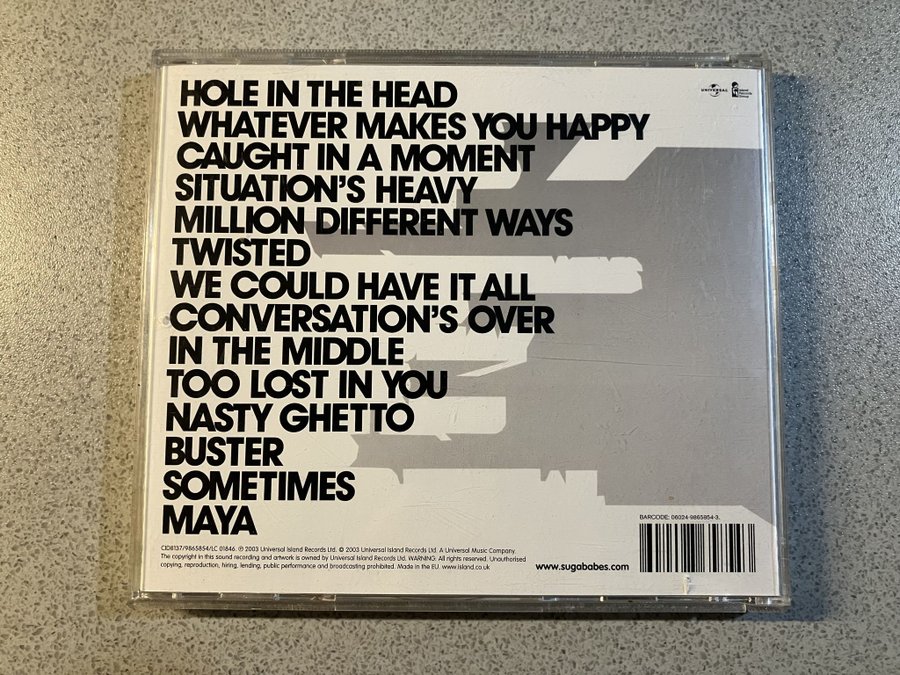 HOLE IN THE HEAD
WHATEVER MAKES YOU HAPPY
CAUGHT IN A MOMENT
SITUATION'S HEAVY
MILLION DIFFERENT WAYS
TWISTED
WE COULD HAVE IT ALL
CONVERSATION'S OVER
IN THE MIDDLE
TOO LOST IN YOU
NASTY GHETTO
BUSTER
SOMETIMES
MAYA
UNIVERSAL
Island
Records
Group
BARCODE: 06024-9865854-3.
CID8137/9865854/LC 01846. ℗ 2003 Universal Island Records Ltd. © 2003 Universal Island Records Ltd. A Universal Music Company.
The copyright in this sound recording and artwork is owned by Universal Island Records Ltd. WARNING: All rights reserved. Unauthorised
copying, reproduction, hiring, lending, public performance and broadcasting prohibited. Made in the EU. www.island.co.uk
www.sugababes.com